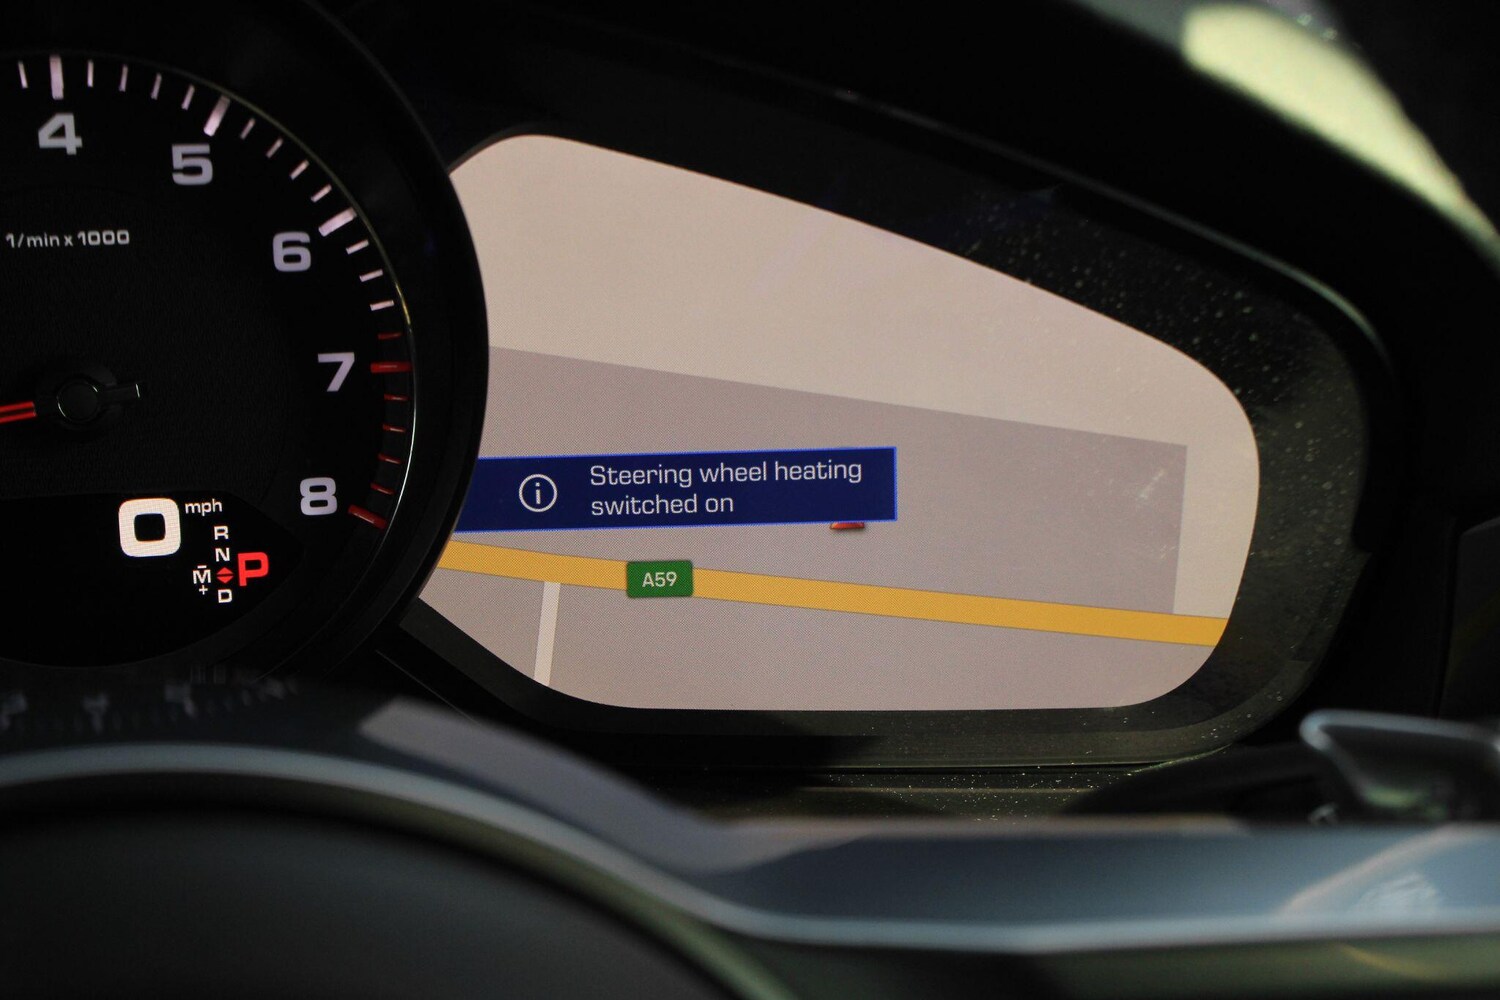 4
5
1/min x 1000
6
7
8
0 mph
R
N
M P
+
D
Steering wheel heating
switched on
A59